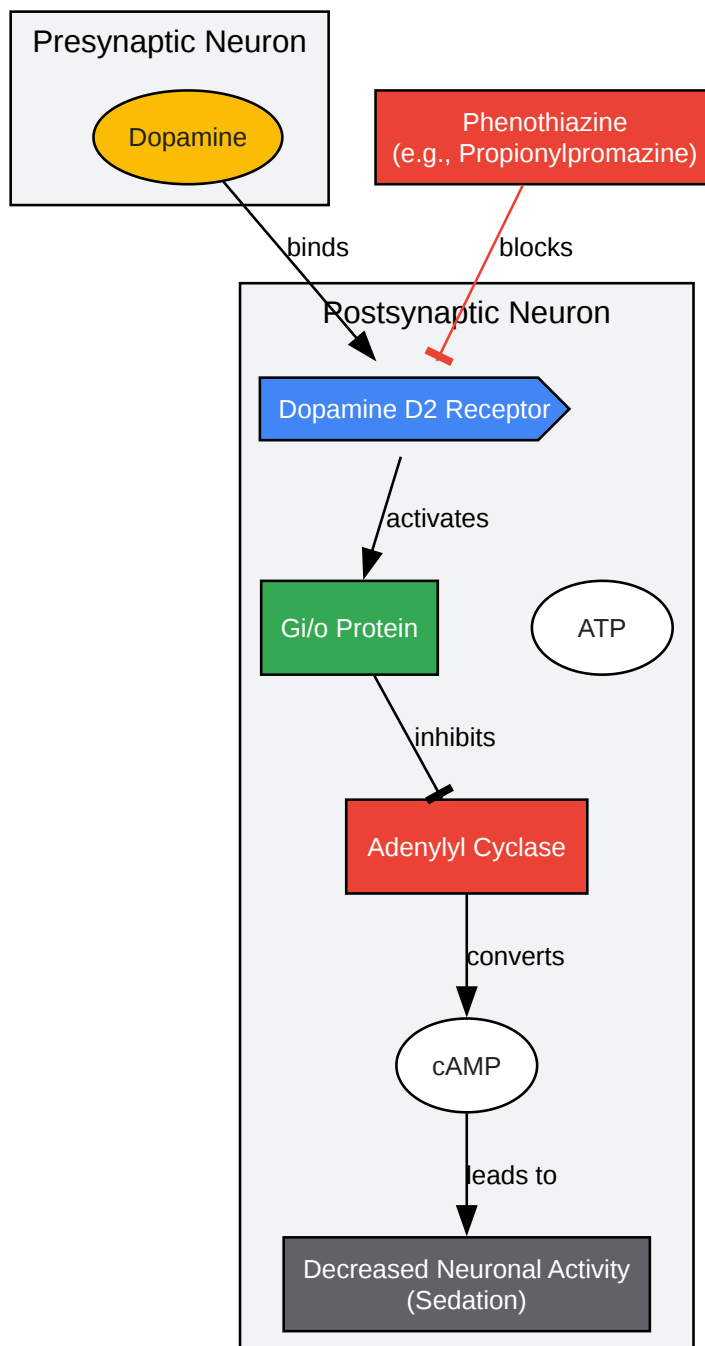 Presynaptic Neuron
Dopamine
Phenothiazine
(e.g., Propionylpromazine)
binds
blocks
Postsynaptic Neuron
Dopamine D2 Receptor
activates
Gi/o Protein
ATP
inhibits
Adenylyl Cyclase
converts
cAMP
leads to
Decreased Neuronal Activity
(Sedation)